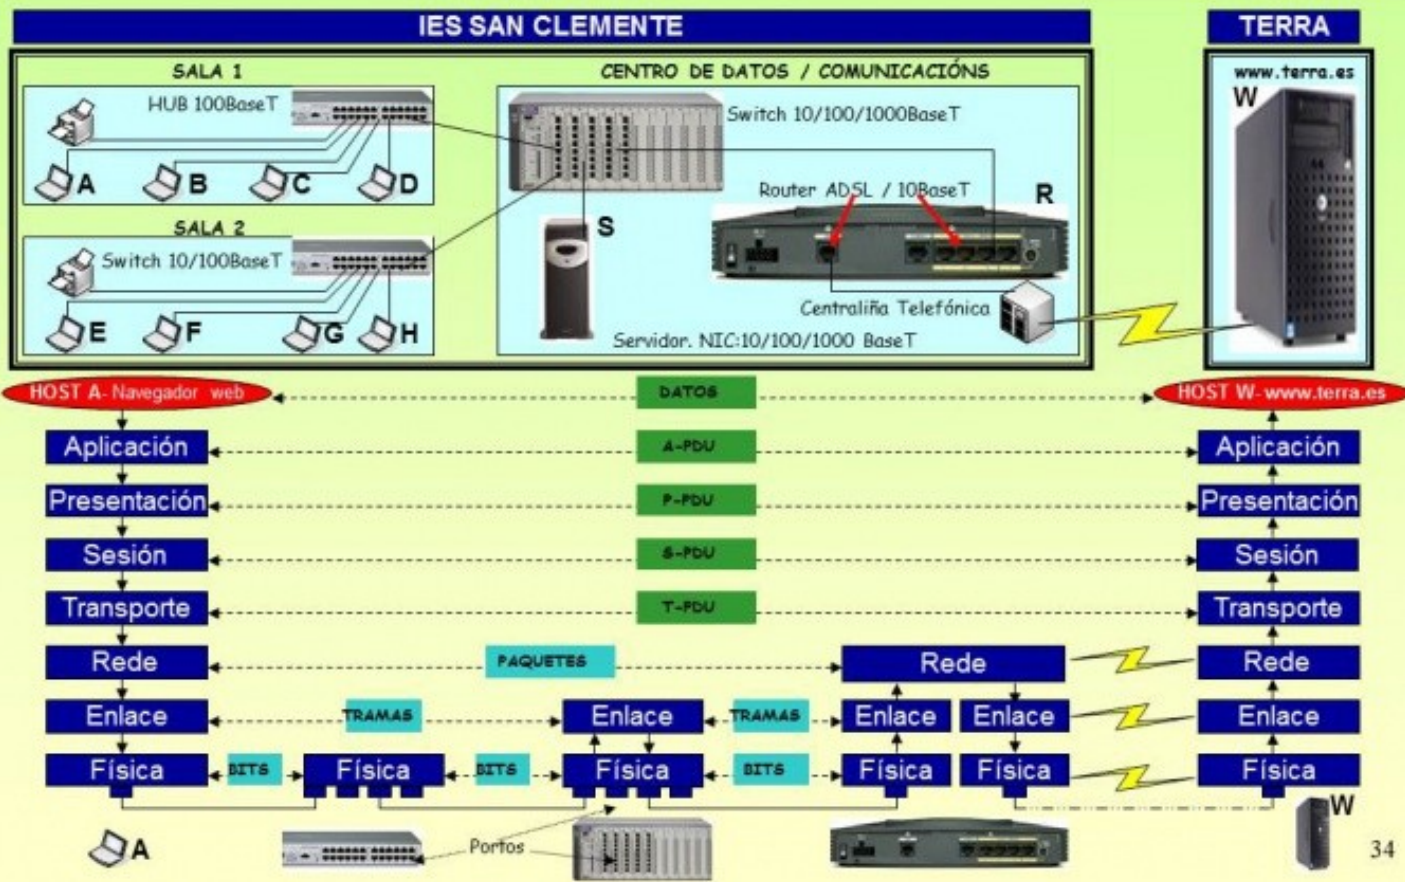 IES SAN CLEMENTE
TERRA
SALA 1
HUB 100BaseT
A
B
C
D
SALA 2
Switch 10/100BaseT
E
F
G
H
CENTRO DE DATOS / COMUNICACIÓNS
Switch 10/100/1000BaseT
Router ADSL / 10BaseT
R
S
Centraliña Telefónica
Servidor. NIC:10/100/1000 BaseT
www.terra.es
W
HOST A- Navegador web
DATOS
HOST W- www.terra.es
Aplicación
A-PDU
Aplicación
Presentación
P-PDU
Presentación
Sesión
S-PDU
Sesión
Transporte
T-PDU
Transporte
Rede
PAQUETES
Rede
Rede
Enlace
TRAMAS
Enlace
TRAMAS
Enlace
Enlace
Enlace
Física
BITS
Física
BITS
Física
BITS
Física
Física
Física
A
Portos
W
34